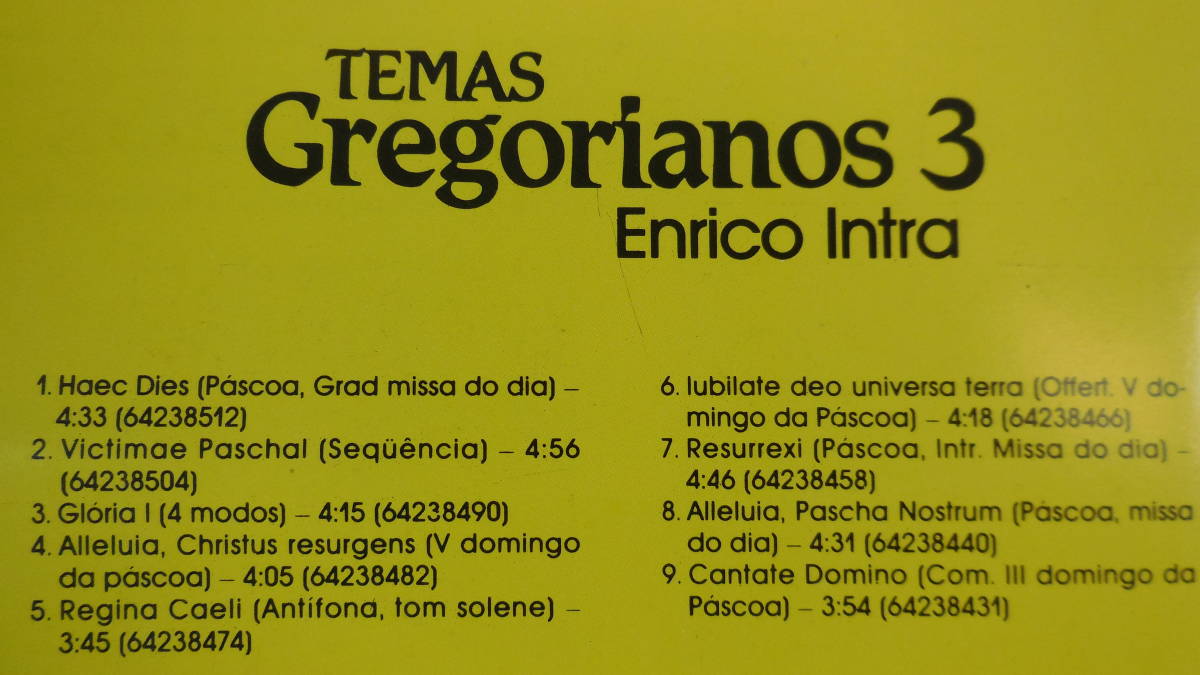 TEMAS
Gregorianos 3
Enrico Intra
1. Haec Dies (Páscoa, Grad missa do dia) –
4:33 (64238512)
2. Victimae Paschal (Seqüência) – 4:56
(64238504)
3. Glória I (4 modos) – 4:15 (64238490)
4. Alleluia, Christus resurgens (V domingo
da páscoa) – 4:05 (64238482)
5. Regina Caeli (Antífona, tom solene) –
3:45 (64238474)
6. Iubilate deo universa terra (Offert. V do-
mingo da Páscoa) – 4:18 (64238466)
7. Resurrexi (Páscoa, Intr. Missa do dia) –
4:46 (64238458)
8. Alleluia, Pascha Nostrum (Páscoa, missa
do dia) – 4:31 (64238440)
9. Cantate Domino (Com. III domingo da
Páscoa) – 3:54 (64238431)